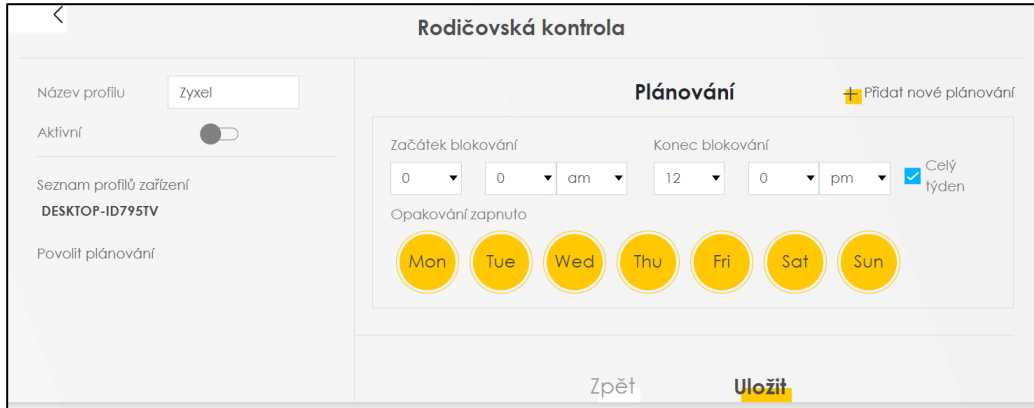 Rodičovská kontrola
Název profilu Zyxel
Aktivní
Seznam profilů zařízení
DESKTOP-ID795TV
Povolit plánování
Plánování
Přidat nové plánování
Začátek blokování Konec blokování
0 0 am 12 0 pm Celý
týden
Opakování zapnuto
Mon Tue Wed Thu Fri Sat Sun
Zpět Uložit